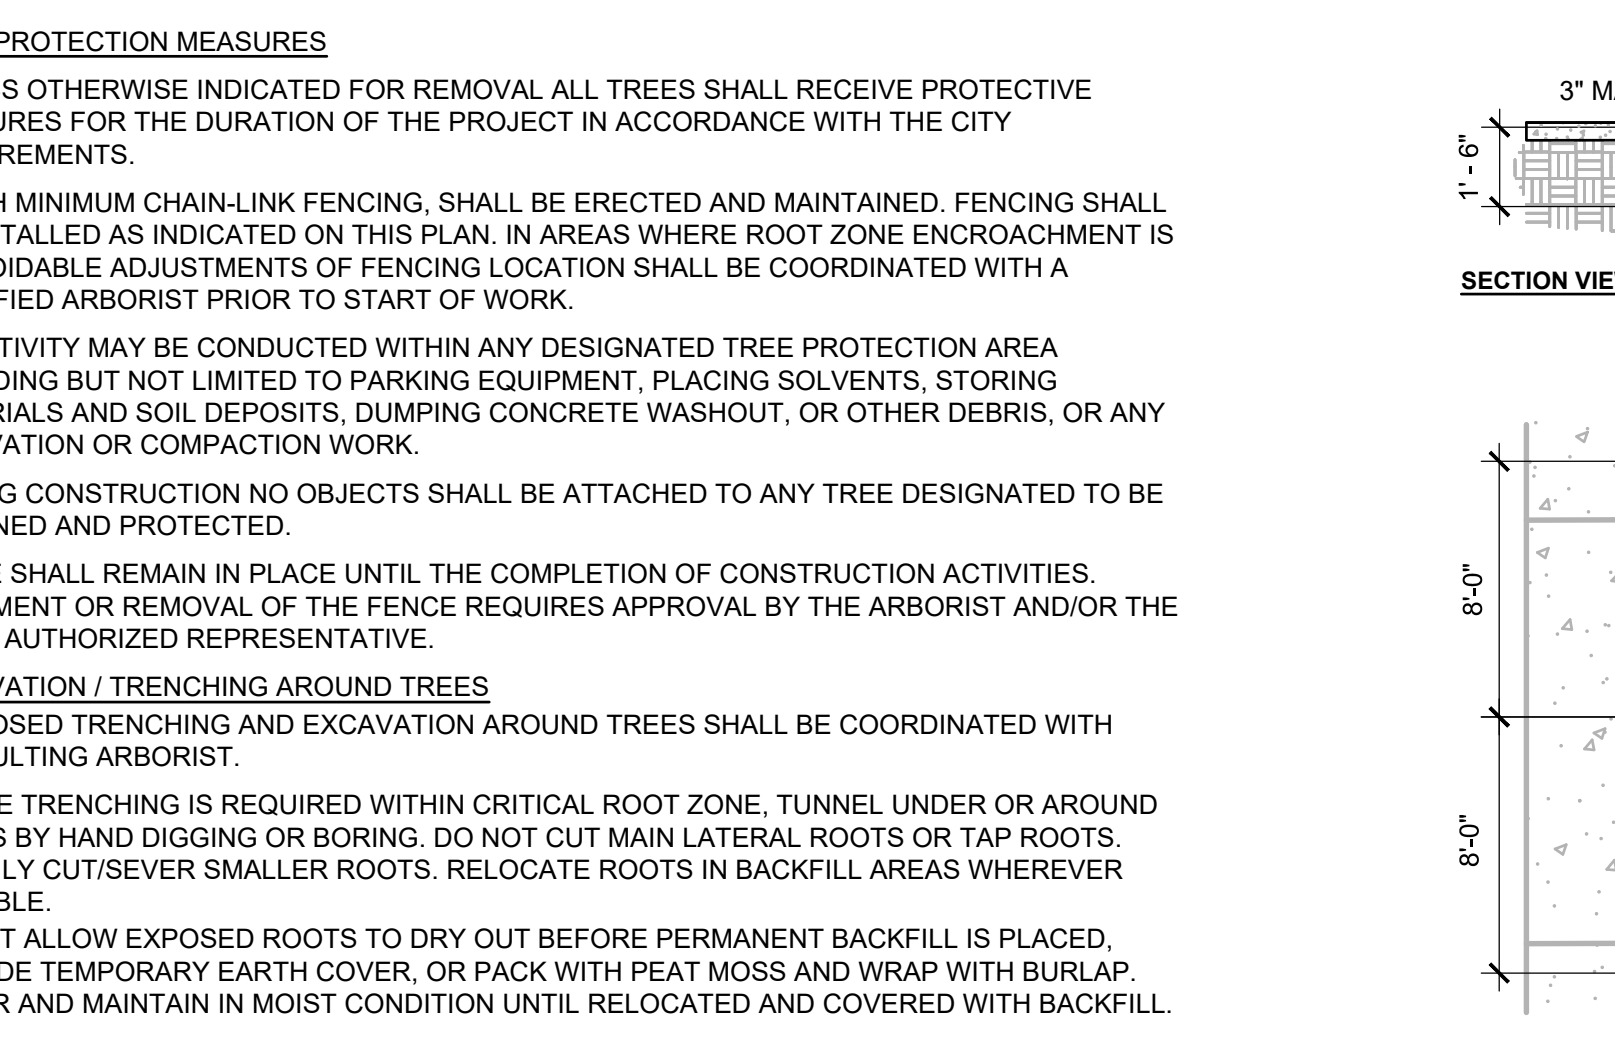 PROTECTION MEASURES
S OTHERWISE INDICATED FOR REMOVAL ALL TREES SHALL RECEIVE PROTECTIVE
URES FOR THE DURATION OF THE PROJECT IN ACCORDANCE WITH THE CITY
REMENTS.
H MINIMUM CHAIN-LINK FENCING, SHALL BE ERECTED AND MAINTAINED. FENCING SHALL
TALLED AS INDICATED ON THIS PLAN. IN AREAS WHERE ROOT ZONE ENCROACHMENT IS
OIDABLE ADJUSTMENTS OF FENCING LOCATION SHALL BE COORDINATED WITH A
FIED ARBORIST PRIOR TO START OF WORK.
TIVITY MAY BE CONDUCTED WITHIN ANY DESIGNATED TREE PROTECTION AREA
DING BUT NOT LIMITED TO PARKING EQUIPMENT, PLACING SOLVENTS, STORING
RIALS AND SOIL DEPOSITS, DUMPING CONCRETE WASHOUT, OR OTHER DEBRIS, OR ANY
VATION OR COMPACTION WORK.
G CONSTRUCTION NO OBJECTS SHALL BE ATTACHED TO ANY TREE DESIGNATED TO BE
NED AND PROTECTED.
E SHALL REMAIN IN PLACE UNTIL THE COMPLETION OF CONSTRUCTION ACTIVITIES.
MENT OR REMOVAL OF THE FENCE REQUIRES APPROVAL BY THE ARBORIST AND/OR THE
AUTHORIZED REPRESENTATIVE.
VATION / TRENCHING AROUND TREES
OSED TRENCHING AND EXCAVATION AROUND TREES SHALL BE COORDINATED WITH
ULTING ARBORIST.
E TRENCHING IS REQUIRED WITHIN CRITICAL ROOT ZONE, TUNNEL UNDER OR AROUND
S BY HAND DIGGING OR BORING. DO NOT CUT MAIN LATERAL ROOTS OR TAP ROOTS.
LY CUT/SEVER SMALLER ROOTS. RELOCATE ROOTS IN BACKFILL AREAS WHEREVER
BLE.
T ALLOW EXPOSED ROOTS TO DRY OUT BEFORE PERMANENT BACKFILL IS PLACED,
DE TEMPORARY EARTH COVER, OR PACK WITH PEAT MOSS AND WRAP WITH BURLAP.
R AND MAINTAIN IN MOIST CONDITION UNTIL RELOCATED AND COVERED WITH BACKFILL.
3" MA
1' - 6"
SECTION VIE
8'-0"
8'-0"